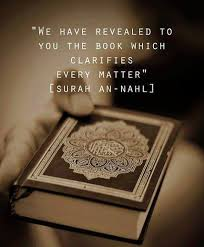 "WE HAVE REVEALED TO
YOU THE BOOK WHICH
CLARIFIES
EVERY MATTER"
[SURAH AN-NAHL]